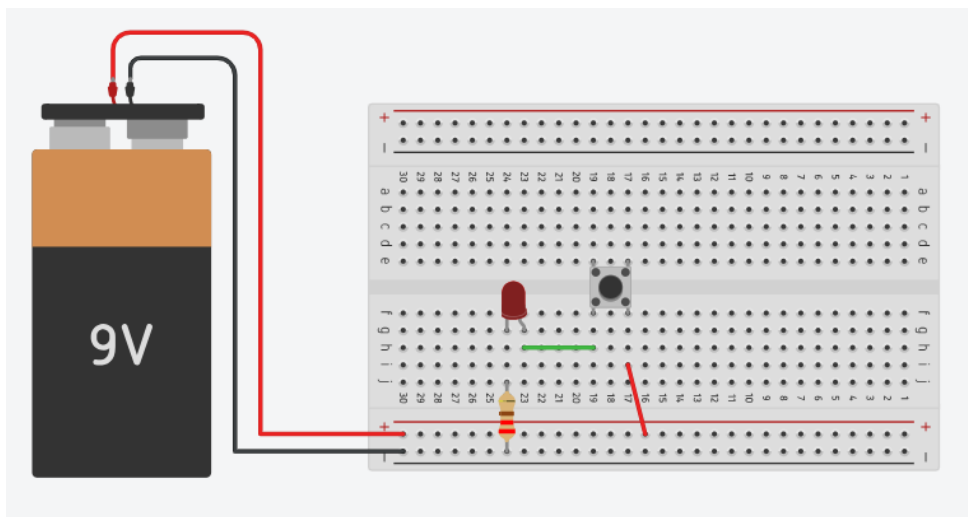 + +
- -
30 29 28 27 26 25 24 23 22 21 20 19 18 17 16 15 14 13 12 11 10 9 8 7 6 5 4 3 2 1
a a
b b
c c
d d
e e
9V
f f
g g
h h
i i
j j
30 29 28 27 26 25 24 23 22 21 20 19 18 17 16 15 14 13 12 11 10 9 8 7 6 5 4 3 2 1
+ +
- -